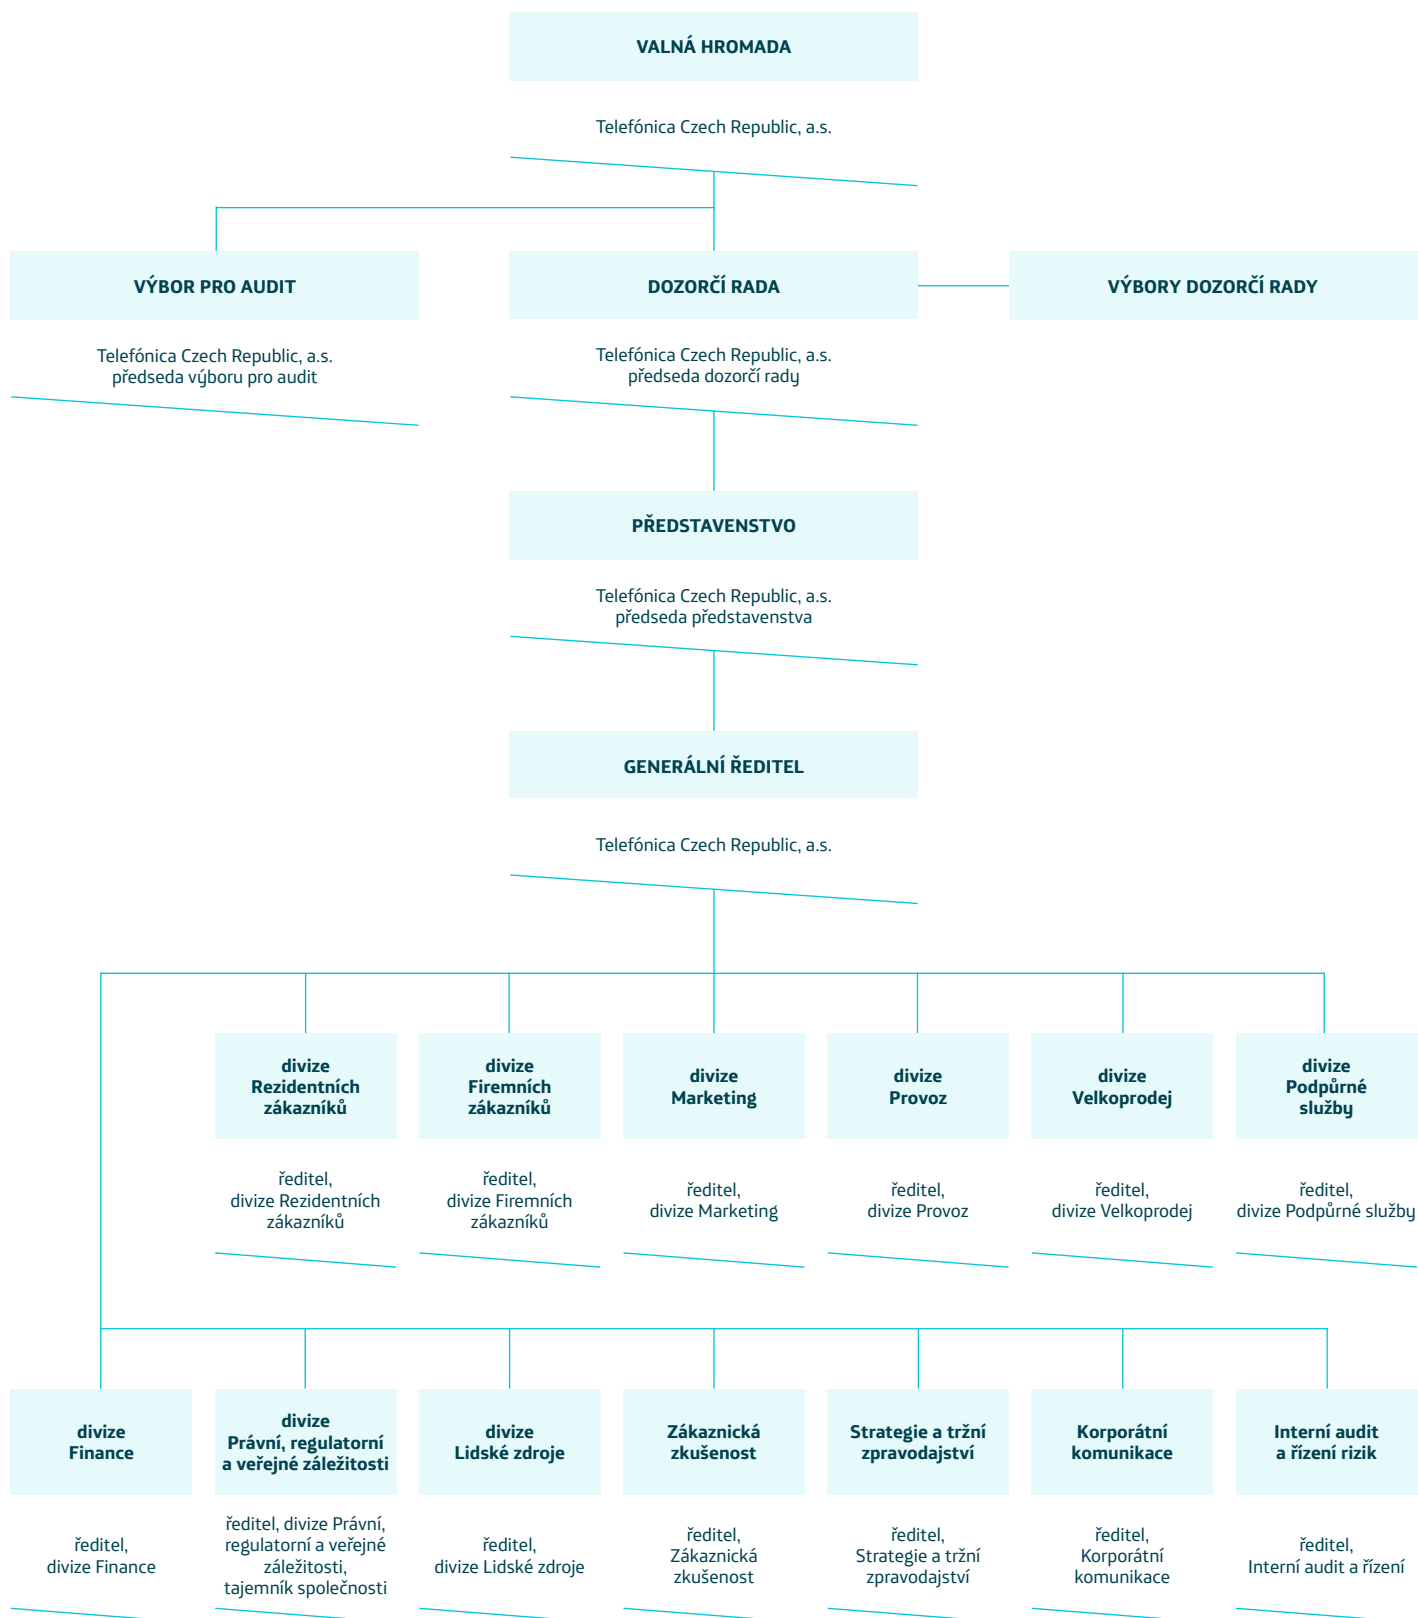 VALNÁ HROMADA
Telefónica Czech Republic, a.s.
VÝBOR PRO AUDIT
Telefónica Czech Republic, a.s.
předseda výboru pro audit
DOZORČÍ RADA
Telefónica Czech Republic, a.s.
předseda dozorčí rady
VÝBORY DOZORČÍ RADY
PŘEDSTAVENSTVO
Telefónica Czech Republic, a.s.
předseda představenstva
GENERÁLNÍ ŘEDITEL
Telefónica Czech Republic, a.s.
divize
Rezidentních
zákazníků
ředitel,
divize Rezidentních
zákazníků
divize
Firemních
zákazníků
ředitel,
divize Firemních
zákazníků
divize
Marketing
ředitel,
divize Marketing
divize
Provoz
ředitel,
divize Provoz
divize
Velkoprodej
ředitel,
divize Velkoprodej
divize
Podpůrné
služby
ředitel,
divize Podpůrné služby
divize
Finance
ředitel,
divize Finance
divize
Právní, regulatorní
a veřejné záležitosti
ředitel, divize Právní,
regulatorní a veřejné
záležitosti,
tajemník společnosti
divize
Lidské zdroje
ředitel,
divize Lidské zdroje
Zákaznická
zkušenost
ředitel,
Zákaznická
zkušenost
Strategie a tržní
zpravodajství
ředitel,
Strategie a tržní
zpravodajství
Korporátní
komunikace
ředitel,
Korporátní
komunikace
Interní audit
a řízení rizik
ředitel,
Interní audit a řízení